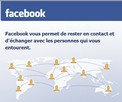 facebook
Facebook vous permet de rester en contact et
d'échanger avec les personnes qui vous
entourent.